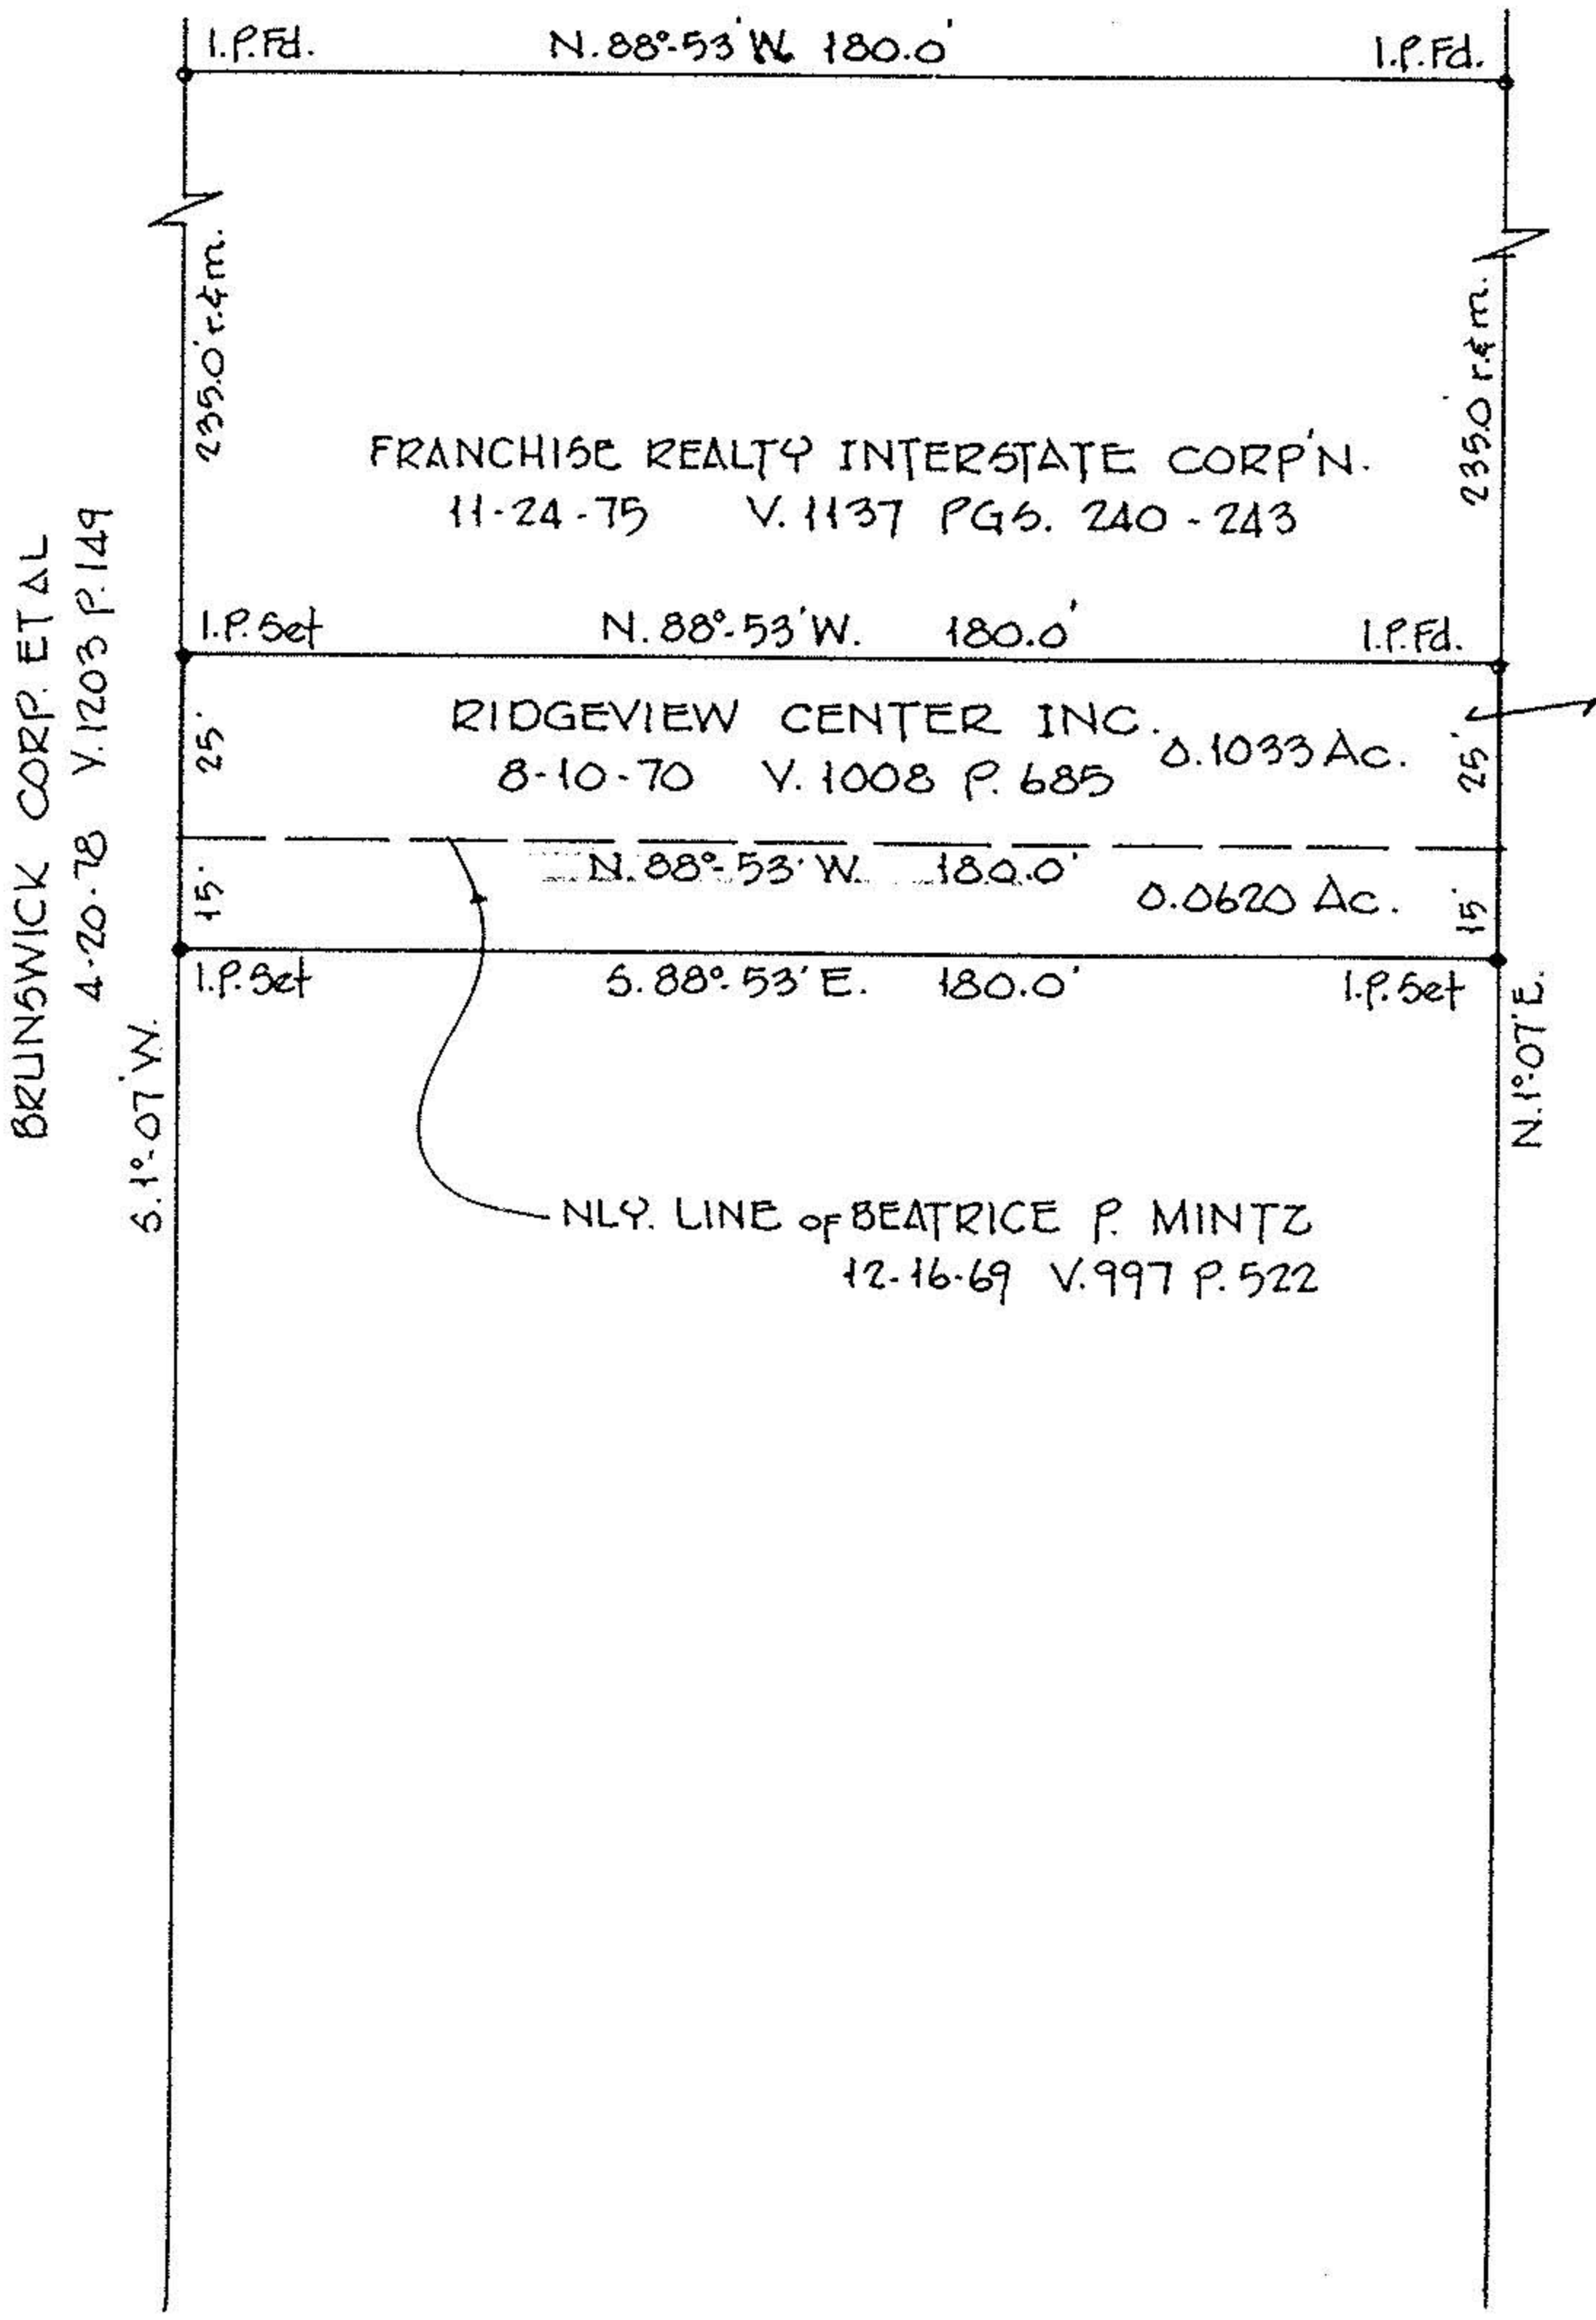 I.P.Fd. N.88°-53'W. 180.0' I.P.Fd.
235.0' r.&m.
235.0 r.&m.
FRANCHISE REALTY INTERSTATE CORP'N.
11-24-75 V.1137 PGS. 240-243
BRUNSWICK CORP. ET AL
4-20-78 V.1203 P.149
I.P.Set N.88°-53'W. 180.0' I.P.Fd.
25'
RIDGEVIEW CENTER INC.
8-10-70 V.1008 P.685
0.1033 Ac.
25'
15'
N.88°-53'W. 180.0'
0.0620 Ac.
15'
I.P.Set S.88°-53'E. 180.0' I.P.Set
S.1°-07'W.
N.1°-07'E.
NLY. LINE OF BEATRICE P. MINTZ
12-16-69 V.997 P.522